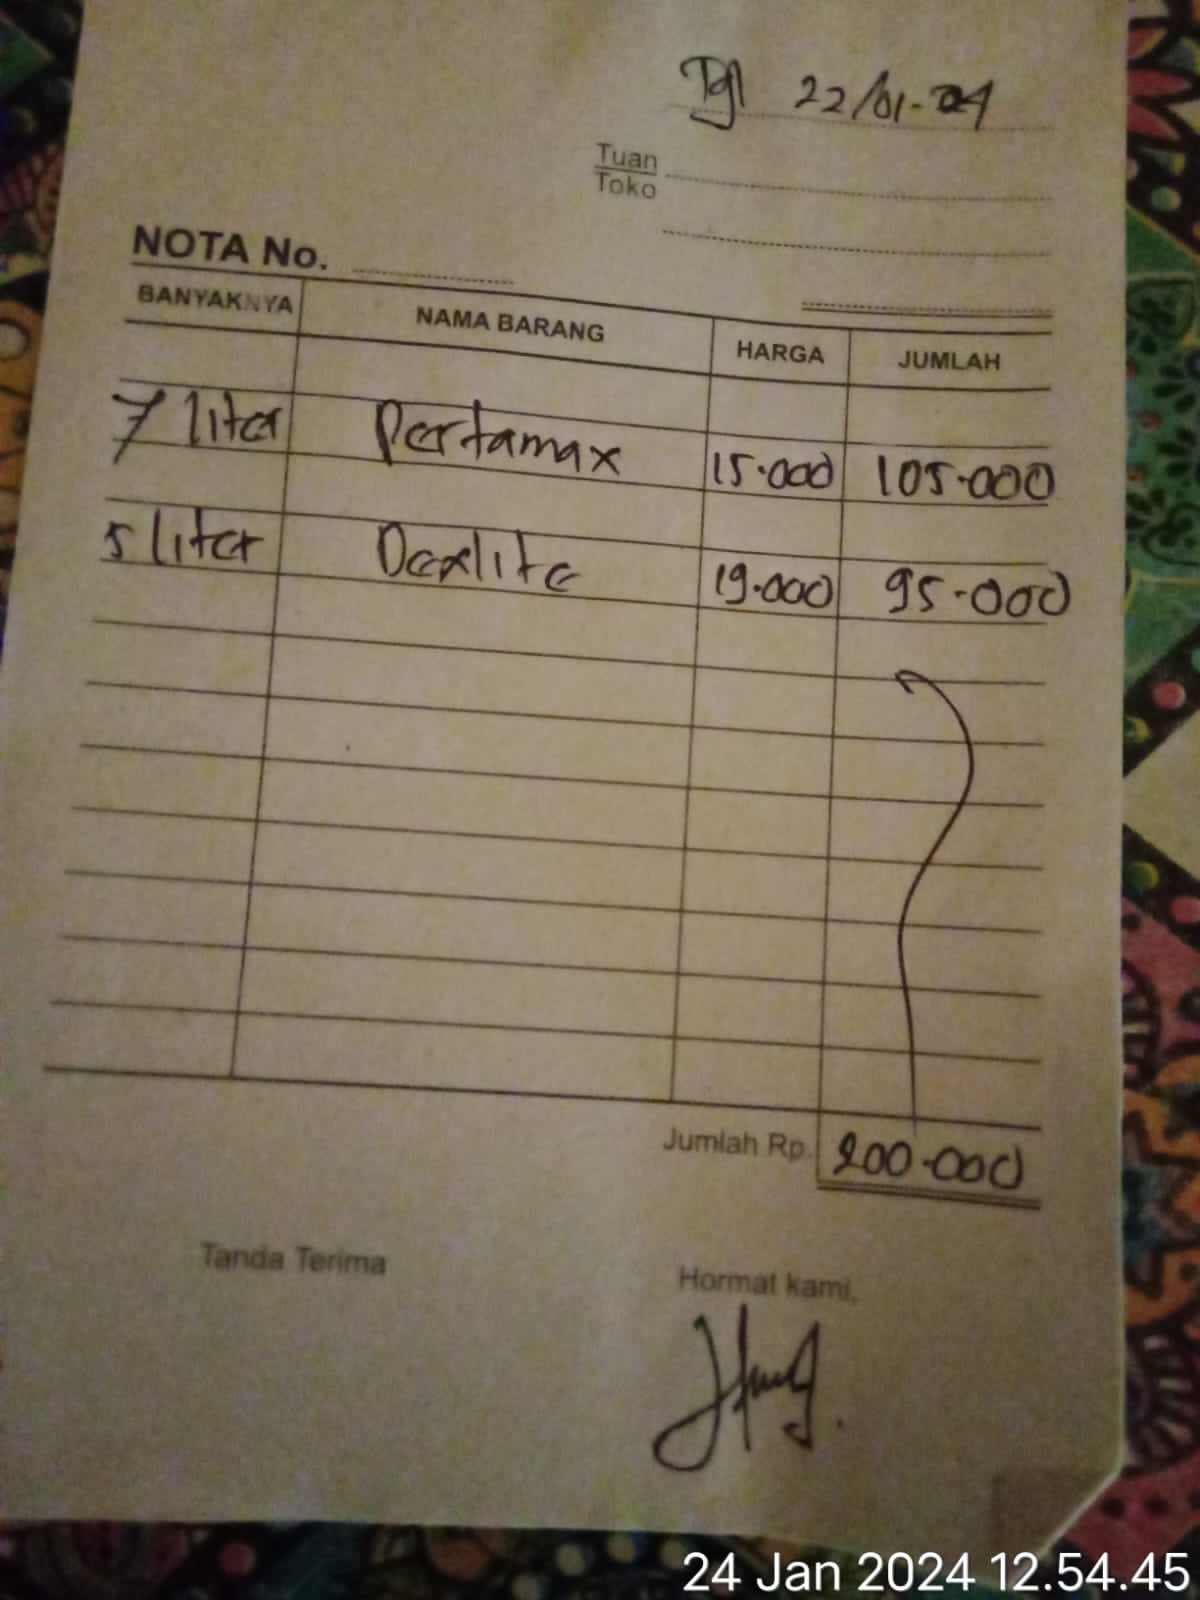 Tgl 22/01-24
Tuan
Toko
NOTA No.
BANYAKNYA NAMA BARANG HARGA JUMLAH
7 liter Pertamax 15.000 105.000
5 liter Dexlite 19.000 95.000
Jumlah Rp. 200.000
Tanda Terima Hormat kami,
24 Jan 2024 12.54.45